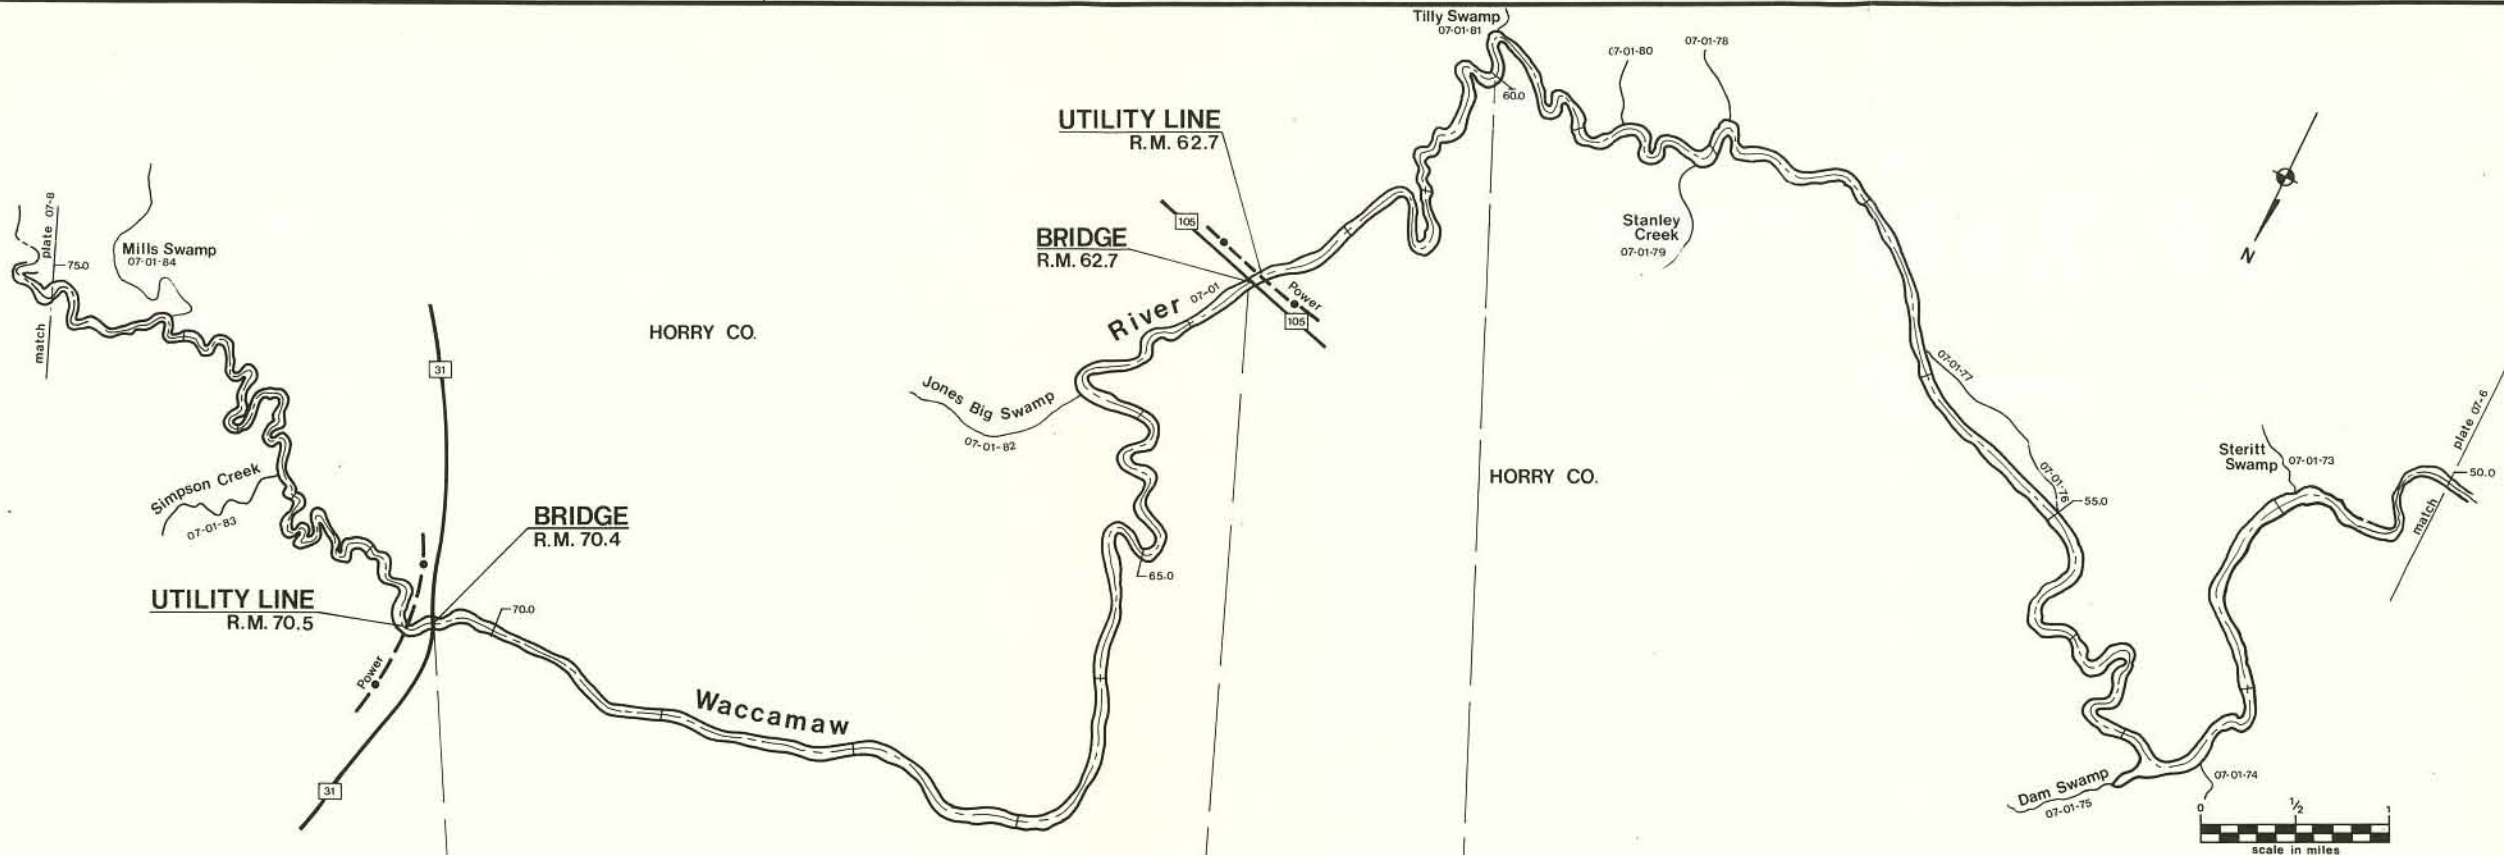 Tilly Swamp
07-01-81
07-01-80
07-01-78
60.0
UTILITY LINE
R.M. 62.7
105
BRIDGE
R.M. 62.7
Power
105
Stanley
Creek
07-01-79
N
plate 07-8
75.0
match
Mills Swamp
07-01-84
31
HORRY CO.
River 07-01
Jones Big Swamp
07-01-82
Simpson Creek
07-01-83
BRIDGE
R.M. 70.4
UTILITY LINE
R.M. 70.5
70.0
Power
31
65.0
Waccamaw
HORRY CO.
07-01-77
07-01-76
55.0
Steritt
Swamp 07-01-73
plate 07-6
50.0
match
Dam Swamp
07-01-75
07-01-74
0 1/2 1
scale in miles